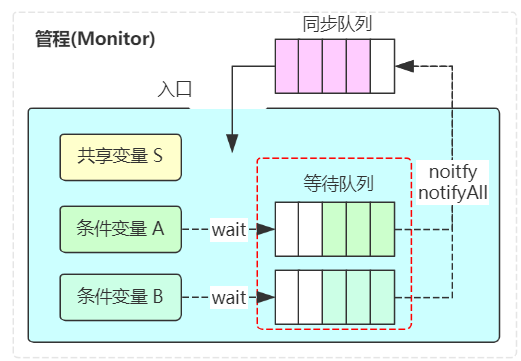 同步队列
管程(Monitor)
入口
共享变量 S
等待队列
noitfy
notifyAll
条件变量 A
wait
条件变量 B
wait